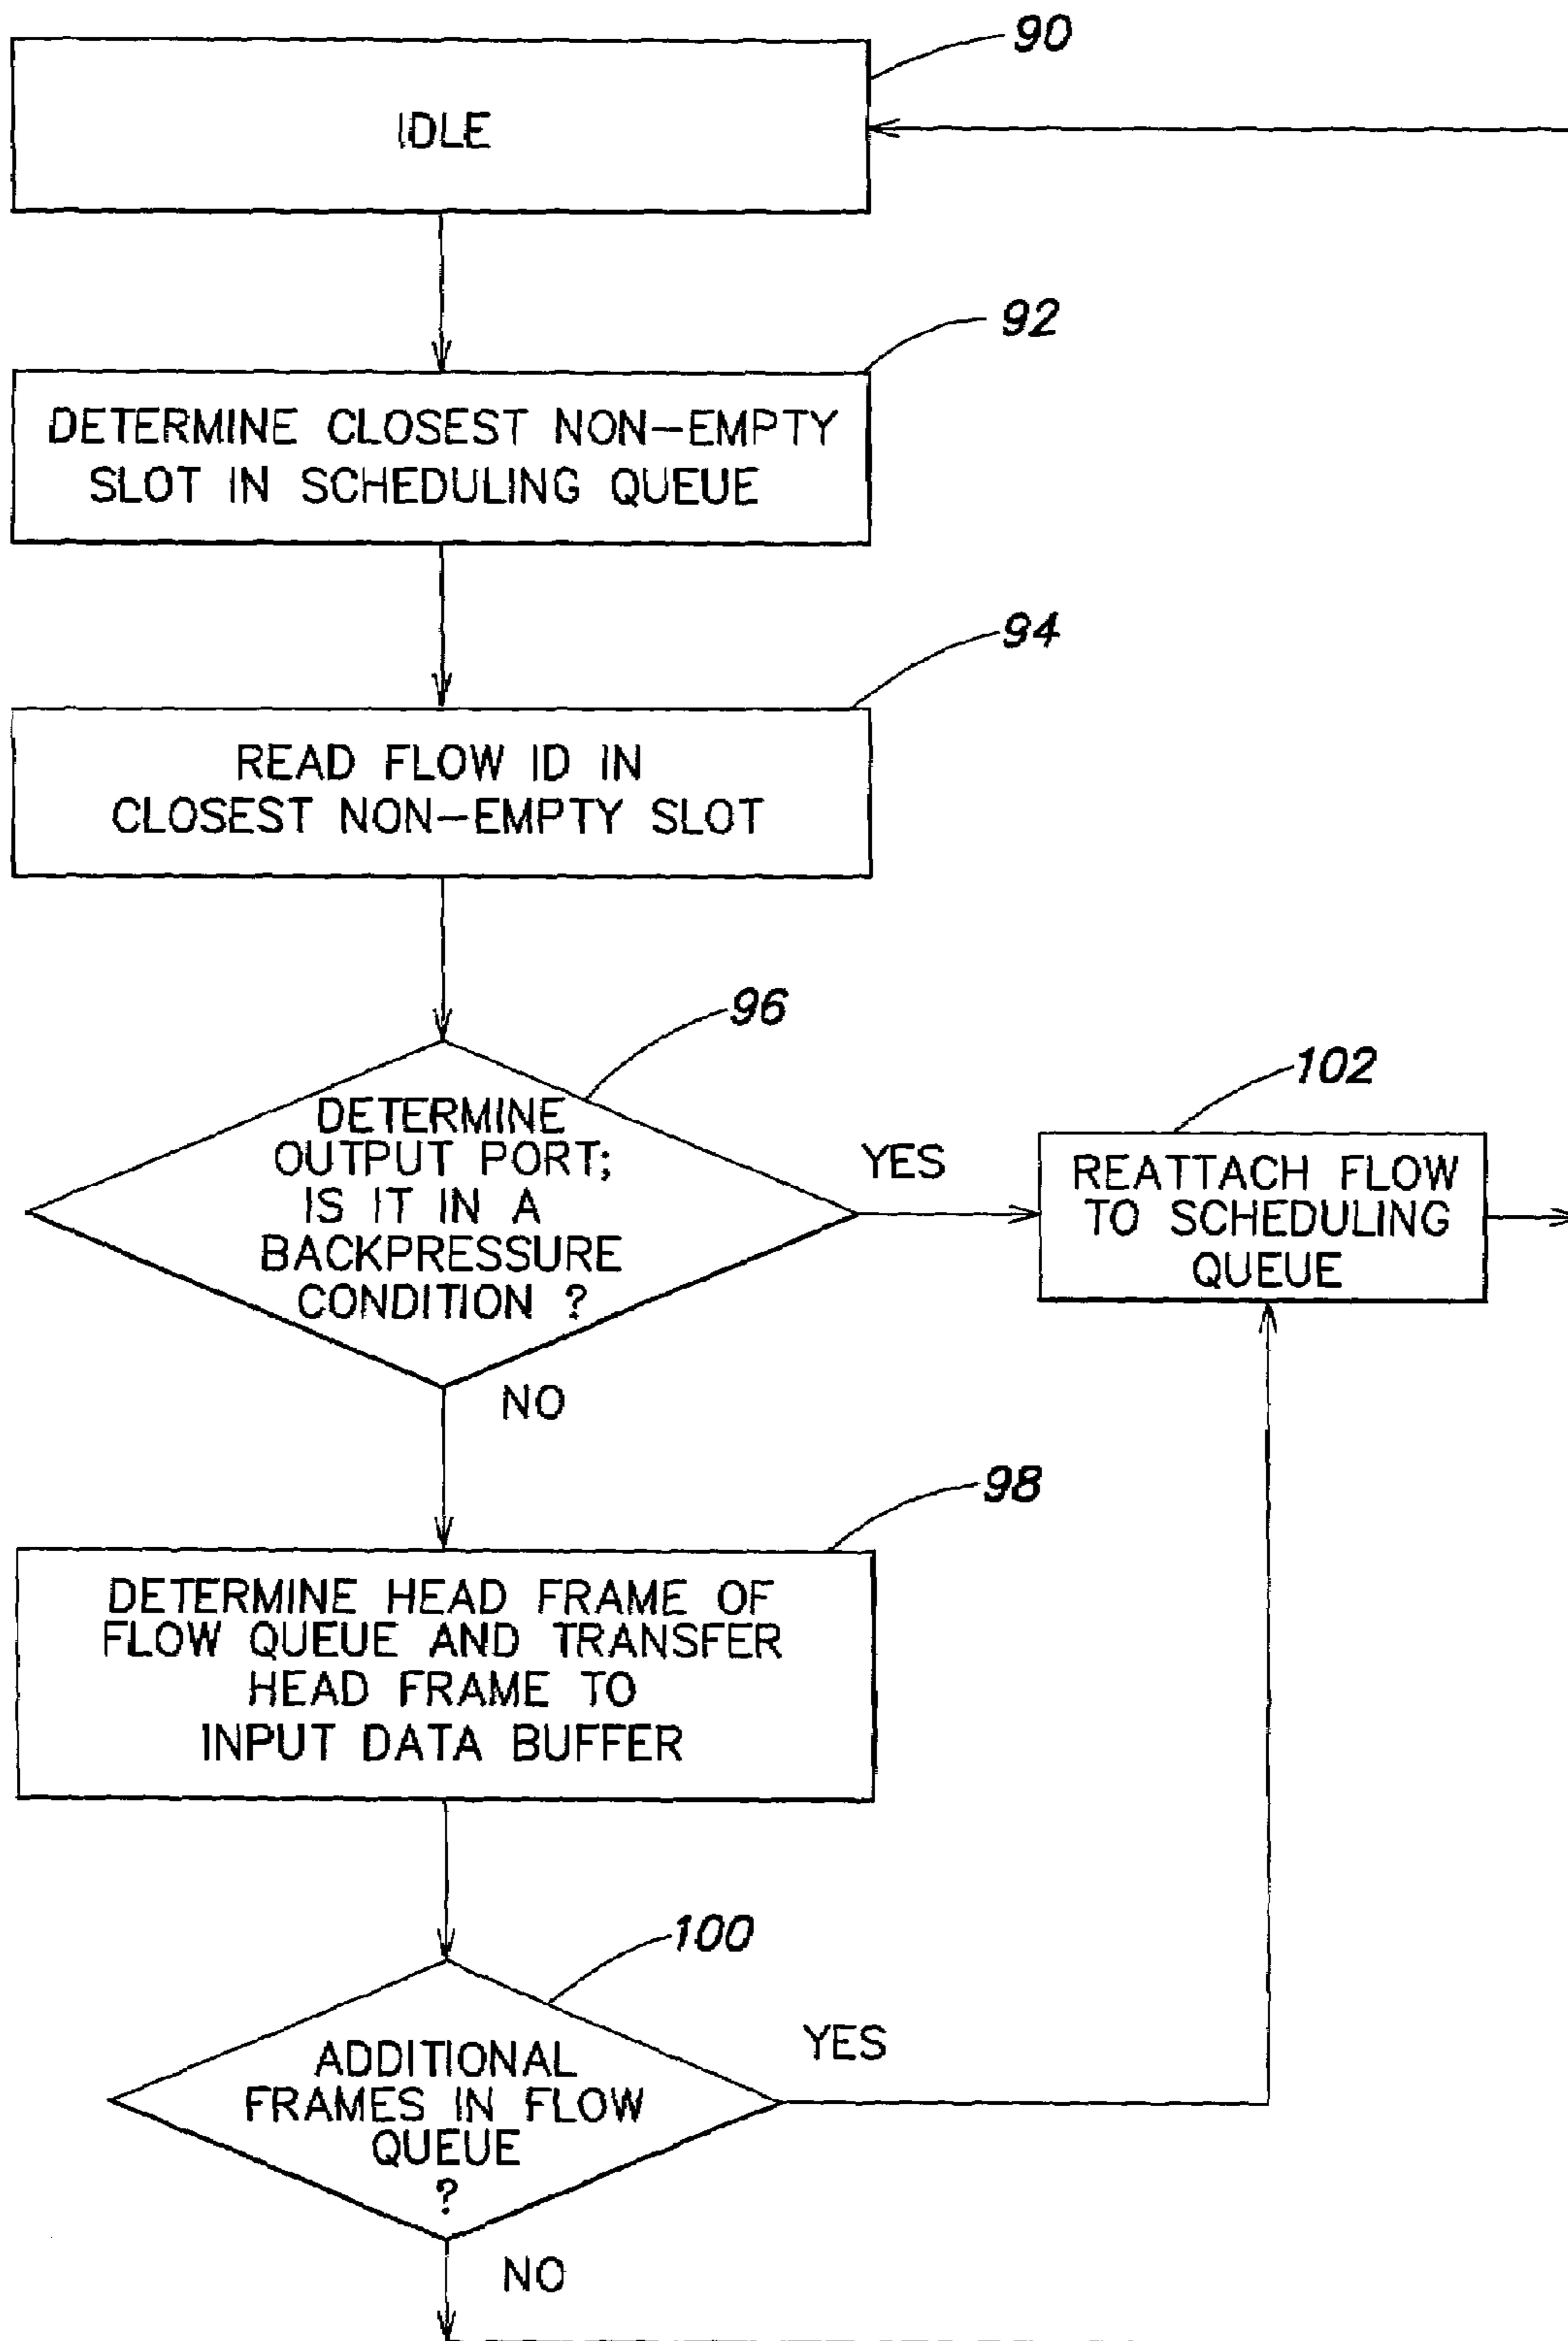 90
IDLE
92
DETERMINE CLOSEST NON-EMPTY
SLOT IN SCHEDULING QUEUE
94
READ FLOW ID IN
CLOSEST NON-EMPTY SLOT
96
DETERMINE
OUTPUT PORT;
IS IT IN A
BACKPRESSURE
CONDITION ?
YES
NO
102
REATTACH FLOW
TO SCHEDULING
QUEUE
98
DETERMINE HEAD FRAME OF
FLOW QUEUE AND TRANSFER
HEAD FRAME TO
INPUT DATA BUFFER
100
ADDITIONAL
FRAMES IN FLOW
QUEUE
?
YES
NO